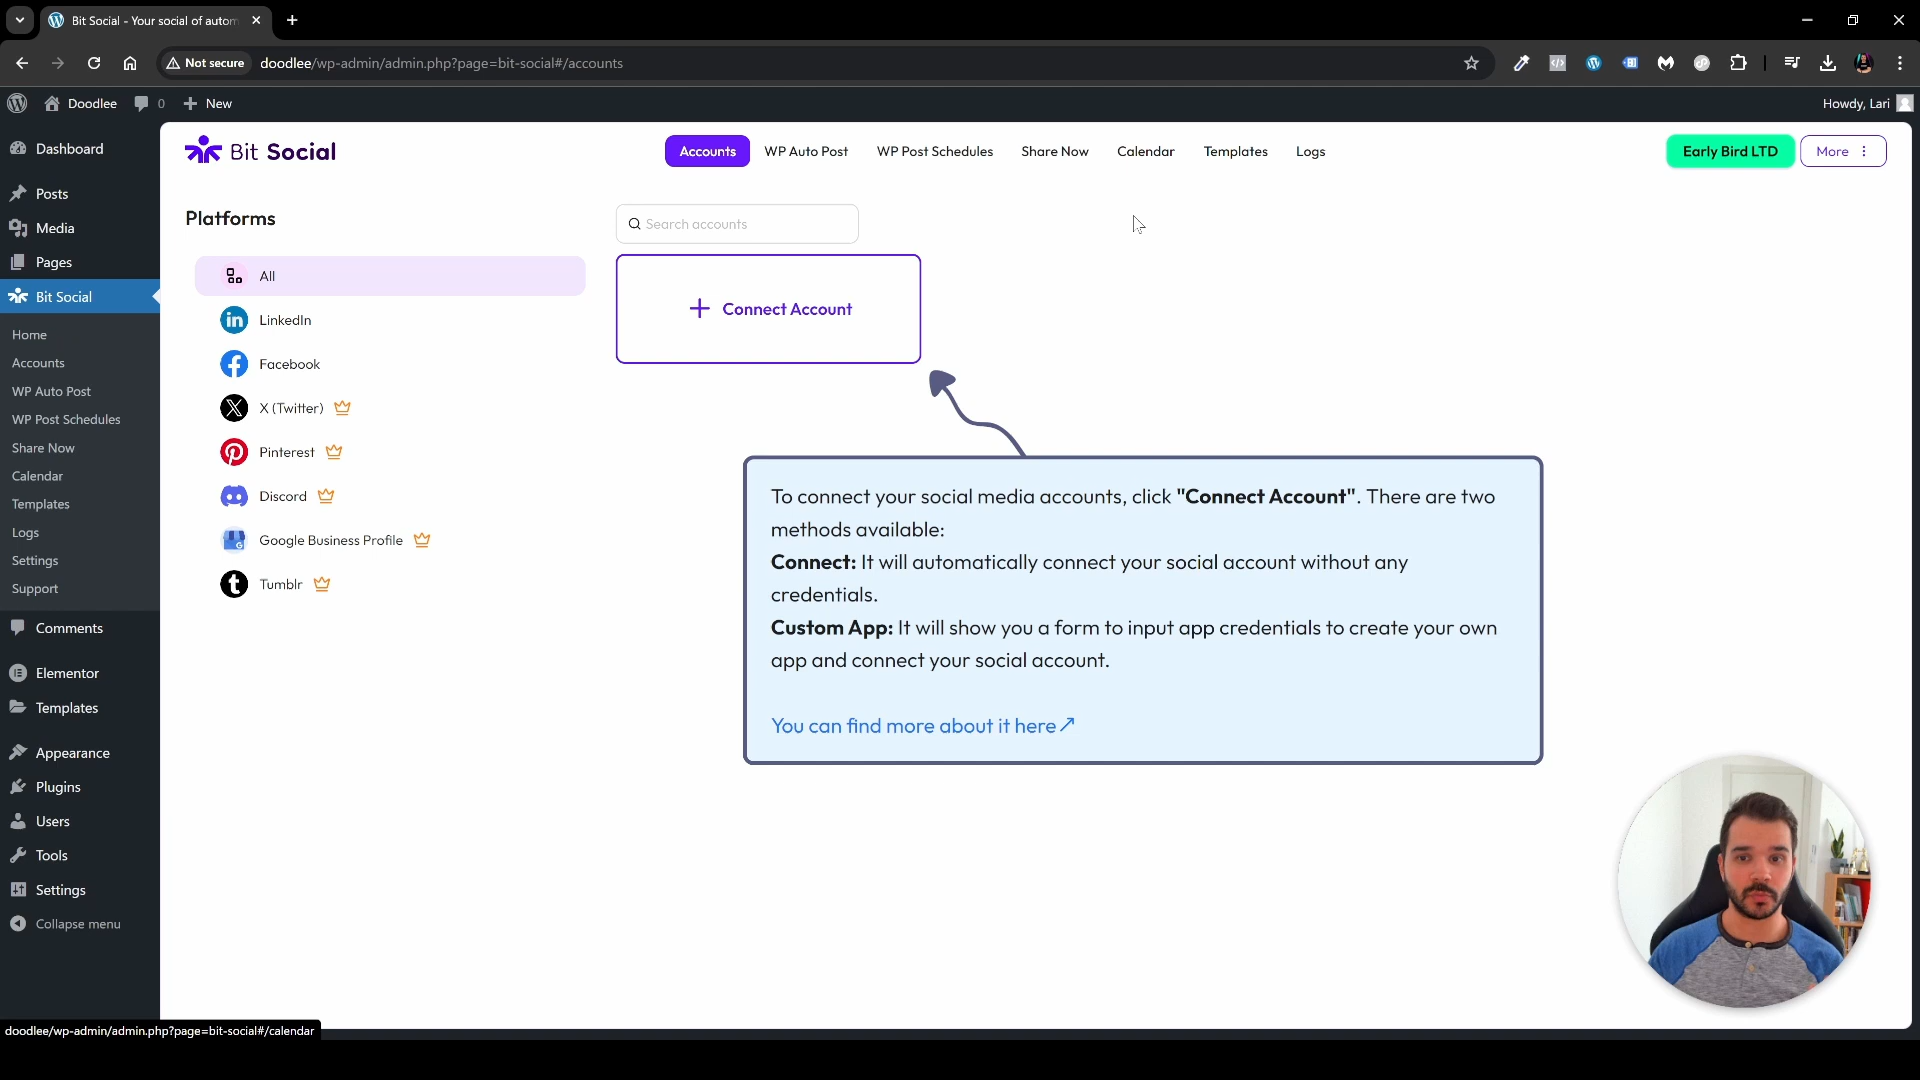 Bit Social - Your social of autom
Not secure
doodlee/wp-admin/admin.php?page=bit-social#/accounts
Doodlee
0
New
Howdy, Lari
Dashboard
Posts
Media
Pages
Bit Social
Home
Accounts
WP Auto Post
WP Post Schedules
Share Now
Calendar
Templates
Logs
Settings
Support
Comments
Elementor
Templates
Appearance
Plugins
Users
Tools
Settings
Collapse menu
Bit Social
Accounts
WP Auto Post
WP Post Schedules
Share Now
Calendar
Templates
Logs
Early Bird LTD
More
Platforms
All
LinkedIn
Facebook
X (Twitter)
Pinterest
Discord
Google Business Profile
Tumblr
Search accounts
Connect Account
To connect your social media accounts, click "Connect Account". There are two
methods available:
Connect: It will automatically connect your social account without any
credentials.
Custom App: It will show you a form to input app credentials to create your own
app and connect your social account.
You can find more about it here↗
doodlee/wp-admin/admin.php?page=bit-social#/calendar